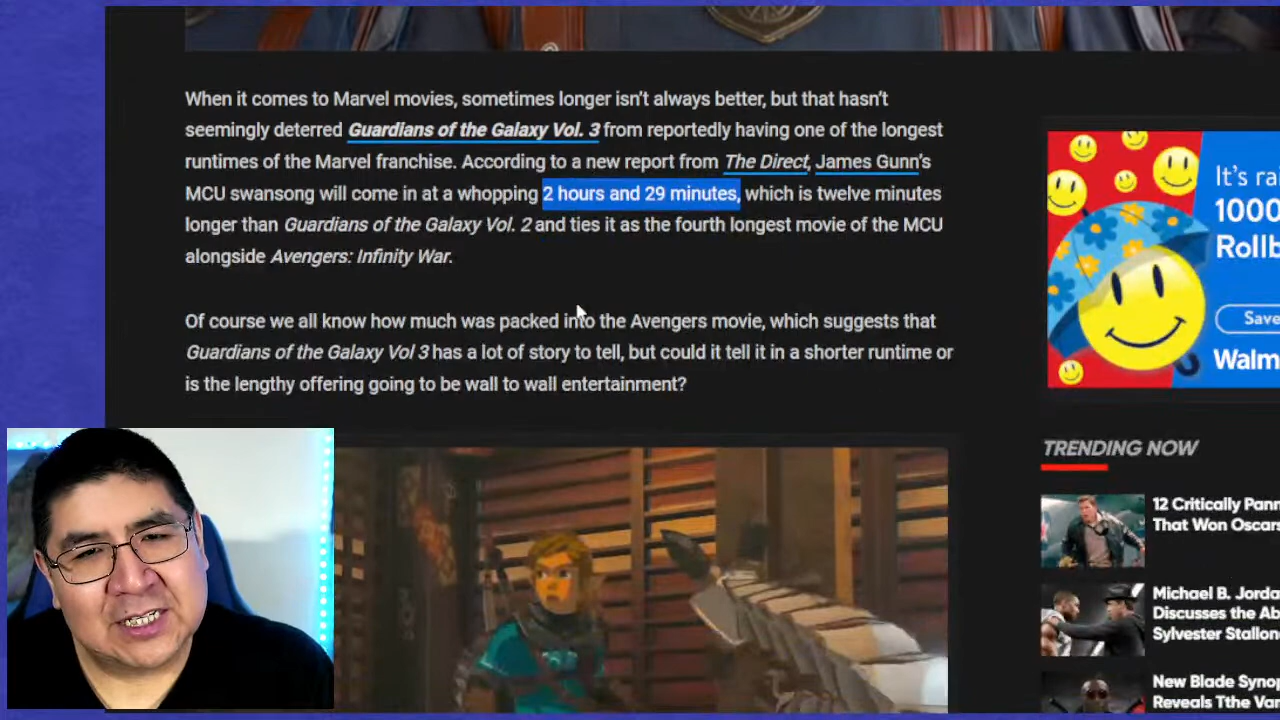 When it comes to Marvel movies, sometimes longer isn't always better, but that hasn't
seemingly deterred Guardians of the Galaxy Vol. 3 from reportedly having one of the longest
runtimes of the Marvel franchise. According to a new report from The Direct, James Gunn's
MCU swansong will come in at a whopping 2 hours and 29 minutes, which is twelve minutes
longer than Guardians of the Galaxy Vol. 2 and ties it as the fourth longest movie of the MCU
alongside Avengers: Infinity War.
Of course we all know how much was packed into the Avengers movie, which suggests that
Guardians of the Galaxy Vol 3 has a lot of story to tell, but could it tell it in a shorter runtime or
is the lengthy offering going to be wall to wall entertainment?
It's
1000
Save
TRENDING NOW
12 Critically
That Won Oscars
Michael B.
Discusses the
Sylvester
New Blade
Reveals